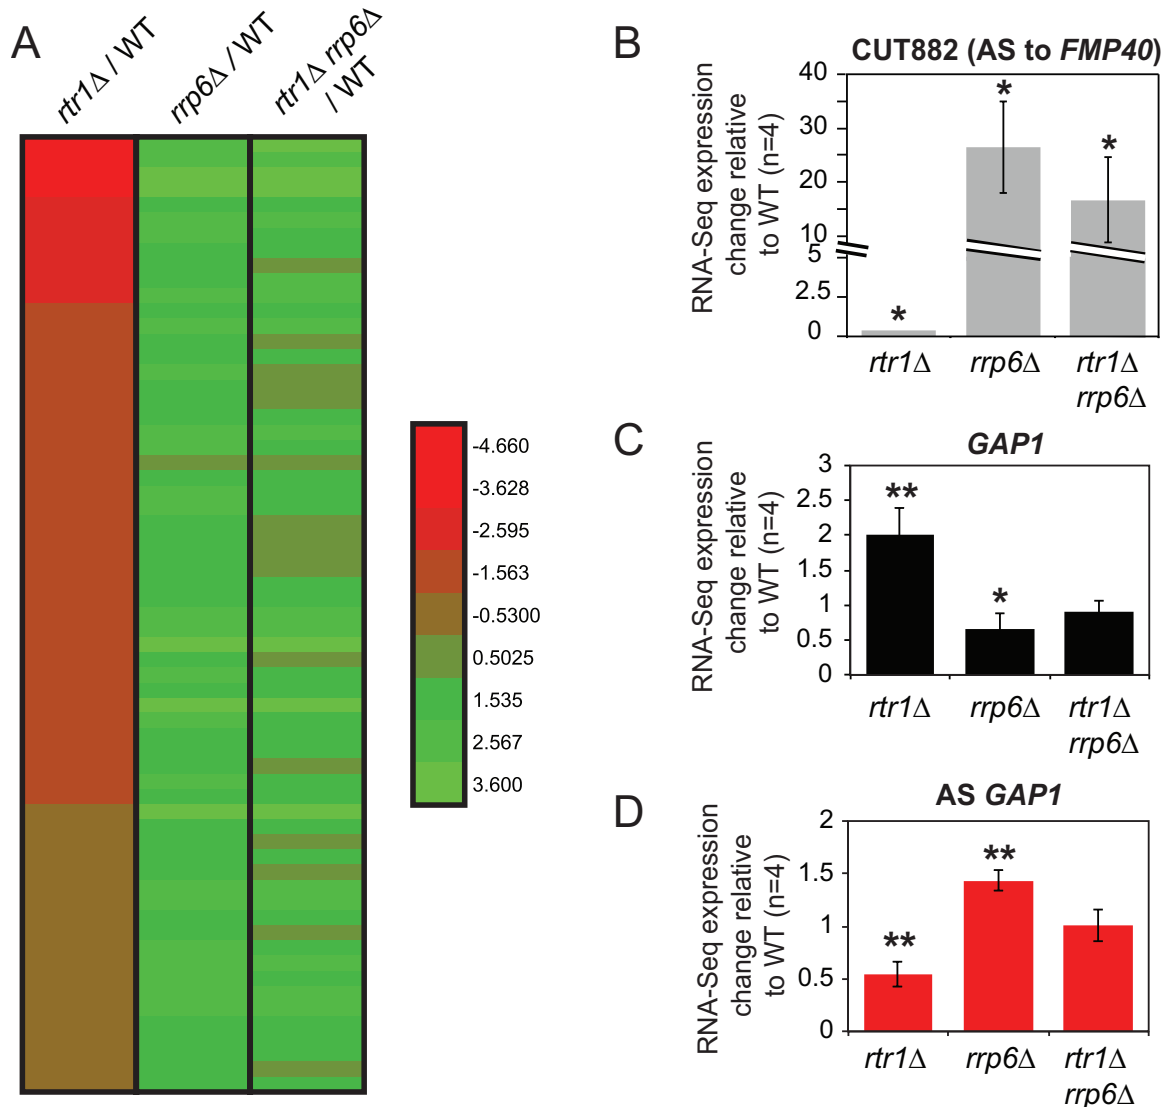 A
rtr1Δ / WT
rrp6Δ / WT
rtr1Δ rrp6Δ
/ WT
-4.660
-3.628
-2.595
-1.563
-0.5300
0.5025
1.535
2.567
3.600
B
CUT882 (AS to FMP40)
RNA-Seq expression
change relative
to WT (n=4)
40
30
20
10
5
2.5
0
*
*
*
rtr1Δ
rrp6Δ
rtr1Δ
rrp6Δ
C
GAP1
RNA-Seq expression
change relative
to WT (n=4)
3
2.5
2
1.5
1
0.5
0
**
*
rtr1Δ
rrp6Δ
rtr1Δ
rrp6Δ
D
AS GAP1
RNA-Seq expression
change relative
to WT (n=4)
2
1.5
1
0.5
0
**
**
rtr1Δ
rrp6Δ
rtr1Δ
rrp6Δ